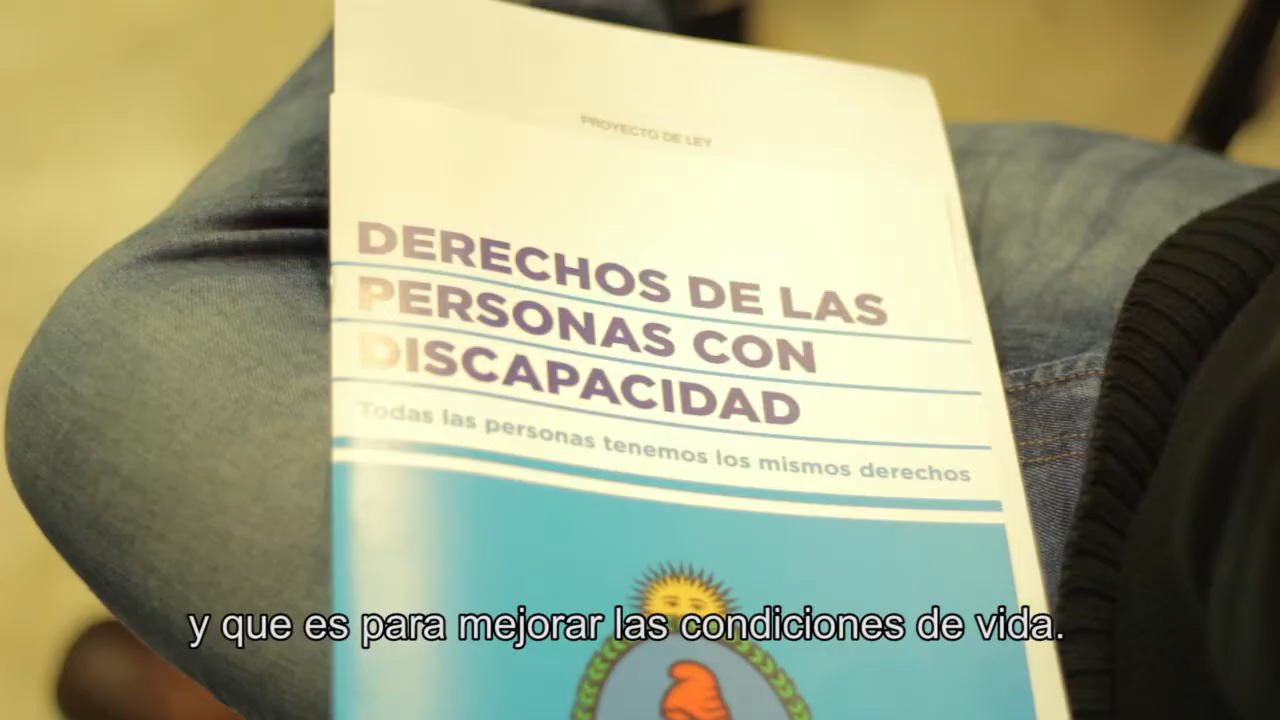 PROYECTO DE LEY
DERECHOS DE LAS
PERSONAS CON
DISCAPACIDAD
Todas las personas tenemos los mismos derechos
y que es para mejorar las condiciones de vida.